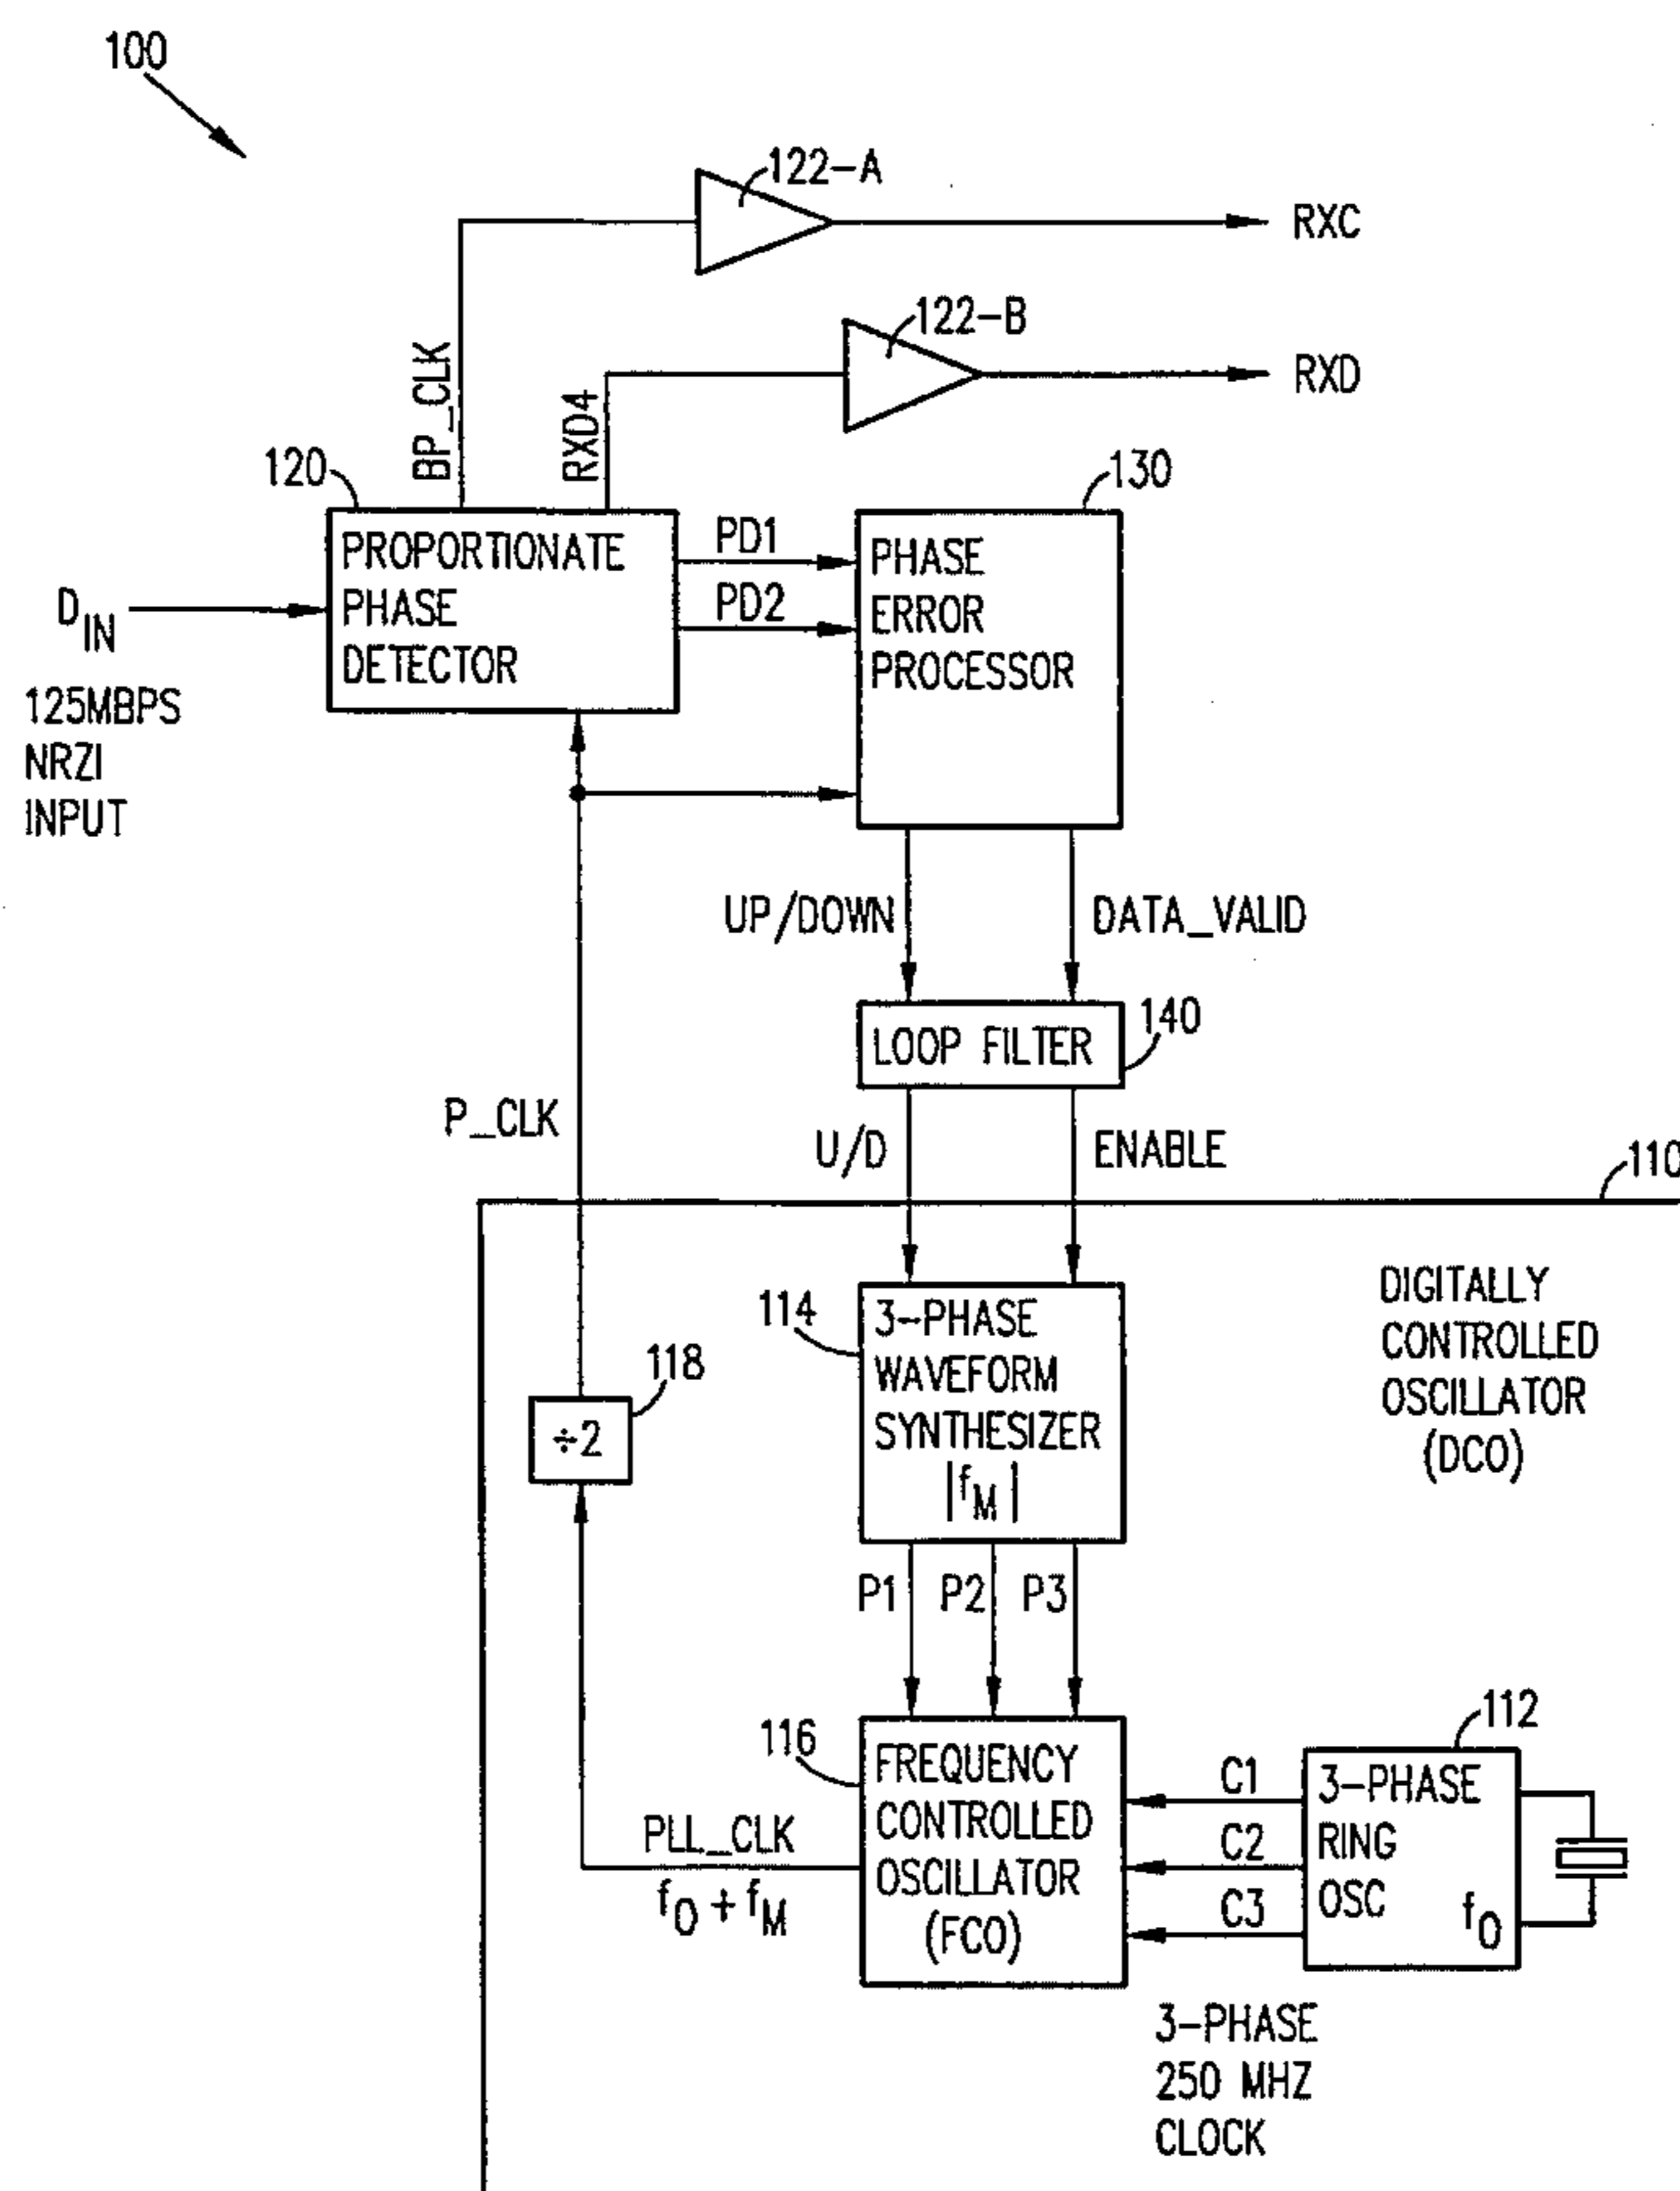 100
122-A
RXC
122-B
RXD
BP_CLK
RXD4
120
130
PROPORTIONATE
PHASE
DETECTOR
PD1
PD2
PHASE
ERROR
PROCESSOR
DIN
125MBPS
NRZI
INPUT
UP/DOWN
DATA_VALID
LOOP FILTER
140
P_CLK
U/D
ENABLE
110
DIGITALLY
CONTROLLED
OSCILLATOR
(DCO)
114
3-PHASE
WAVEFORM
SYNTHESIZER
|fM|
118
÷2
P1
P2
P3
116
FREQUENCY
CONTROLLED
OSCILLATOR
(FCO)
112
C1
C2
C3
3-PHASE
RING
OSC
fO
PLL_CLK
fO + fM
3-PHASE
250 MHZ
CLOCK